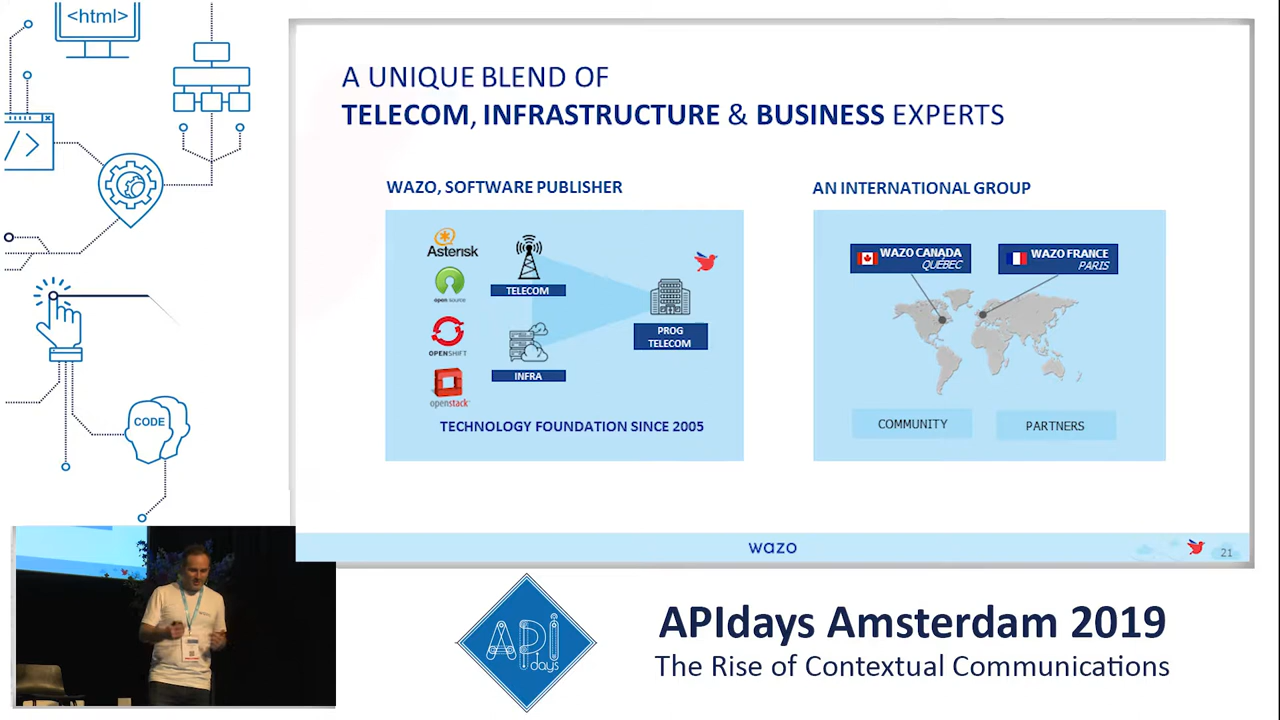 <html>
</>
CODE
A UNIQUE BLEND OF
TELECOM, INFRASTRUCTURE & BUSINESS EXPERTS
WAZO, SOFTWARE PUBLISHER
Asterisk
open source
OPENSHIFT
openstack
TELECOM
INFRA
PROG
TELECOM
TECHNOLOGY FOUNDATION SINCE 2005
AN INTERNATIONAL GROUP
WAZO CANADA
QUÉBEC
WAZO FRANCE
PARIS
COMMUNITY
PARTNERS
wazo
21
API
days
APIdays Amsterdam 2019
The Rise of Contextual Communications